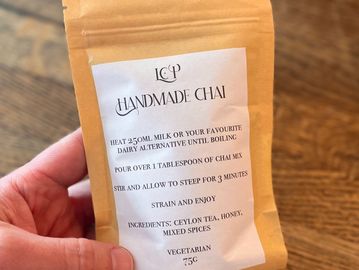 LCP
HANDMADE CHAI
HEAT 250ML MILK OR YOUR FAVOURITE
DAIRY ALTERNATIVE UNTIL BOILING
POUR OVER 1 TABLESPOON OF CHAI MIX
STIR AND ALLOW TO STEEP FOR 3 MINUTES
STRAIN AND ENJOY
INGREDIENTS: CEYLON TEA, HONEY,
MIXED SPICES
VEGETARIAN
75G